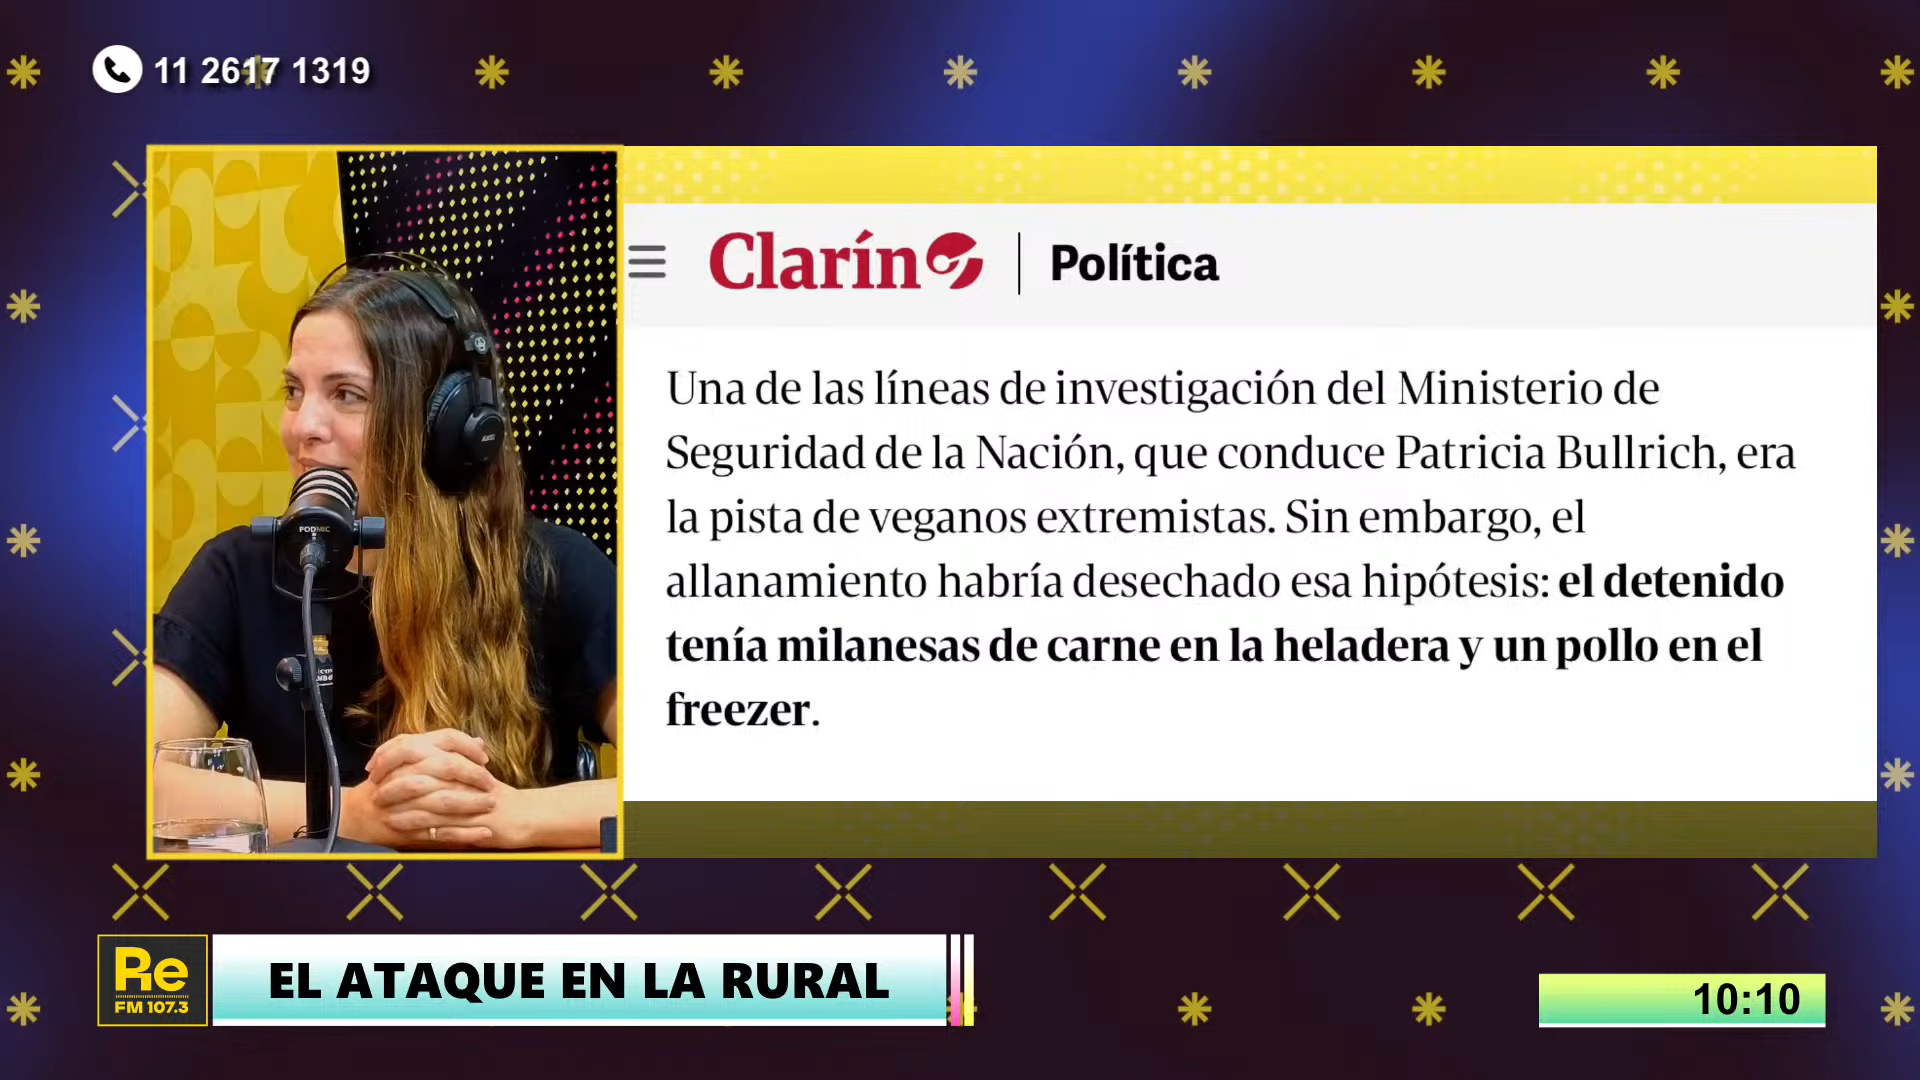 11 2617 1319
Clarín
Política
Una de las líneas de investigación del Ministerio de
Seguridad de la Nación, que conduce Patricia Bullrich, era
la pista de veganos extremistas. Sin embargo, el
allanamiento habría desechado esa hipótesis: el detenido
tenía milanesas de carne en la heladera y un pollo en el
freezer.
PODMIC
Re
FM 107.3
EL ATAQUE EN LA RURAL
10:10